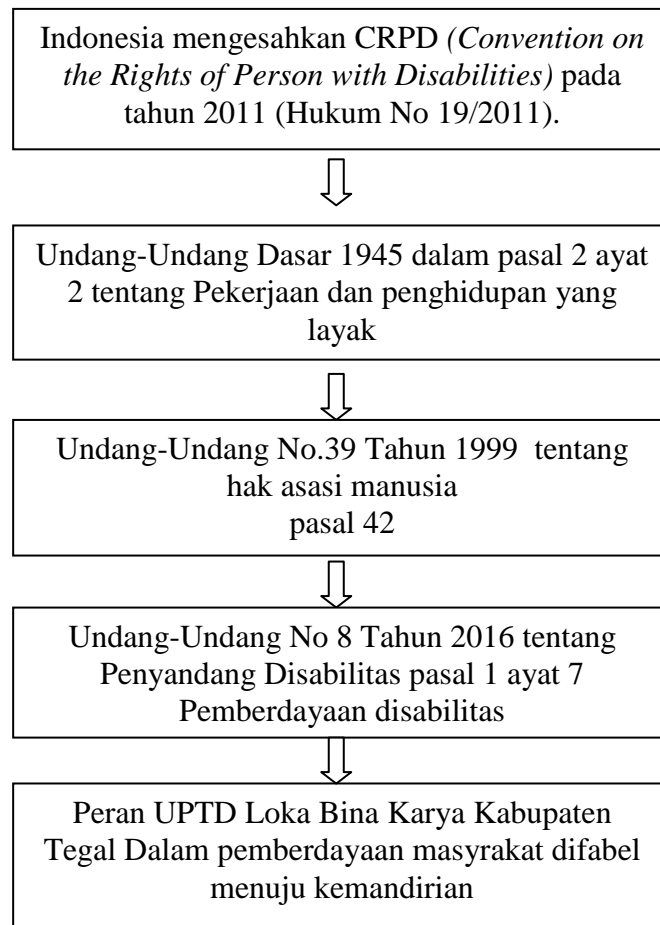 Indonesia mengesahkan CRPD (Convention on
the Rights of Person with Disabilities) pada
tahun 2011 (Hukum No 19/2011).
Undang-Undang Dasar 1945 dalam pasal 2 ayat
2 tentang Pekerjaan dan penghidupan yang
layak
Undang-Undang No.39 Tahun 1999 tentang
hak asasi manusia
pasal 42
Undang-Undang No 8 Tahun 2016 tentang
Penyandang Disabilitas pasal 1 ayat 7
Pemberdayaan disabilitas
Peran UPTD Loka Bina Karya Kabupaten
Tegal Dalam pemberdayaan masyrakat difabel
menuju kemandirian